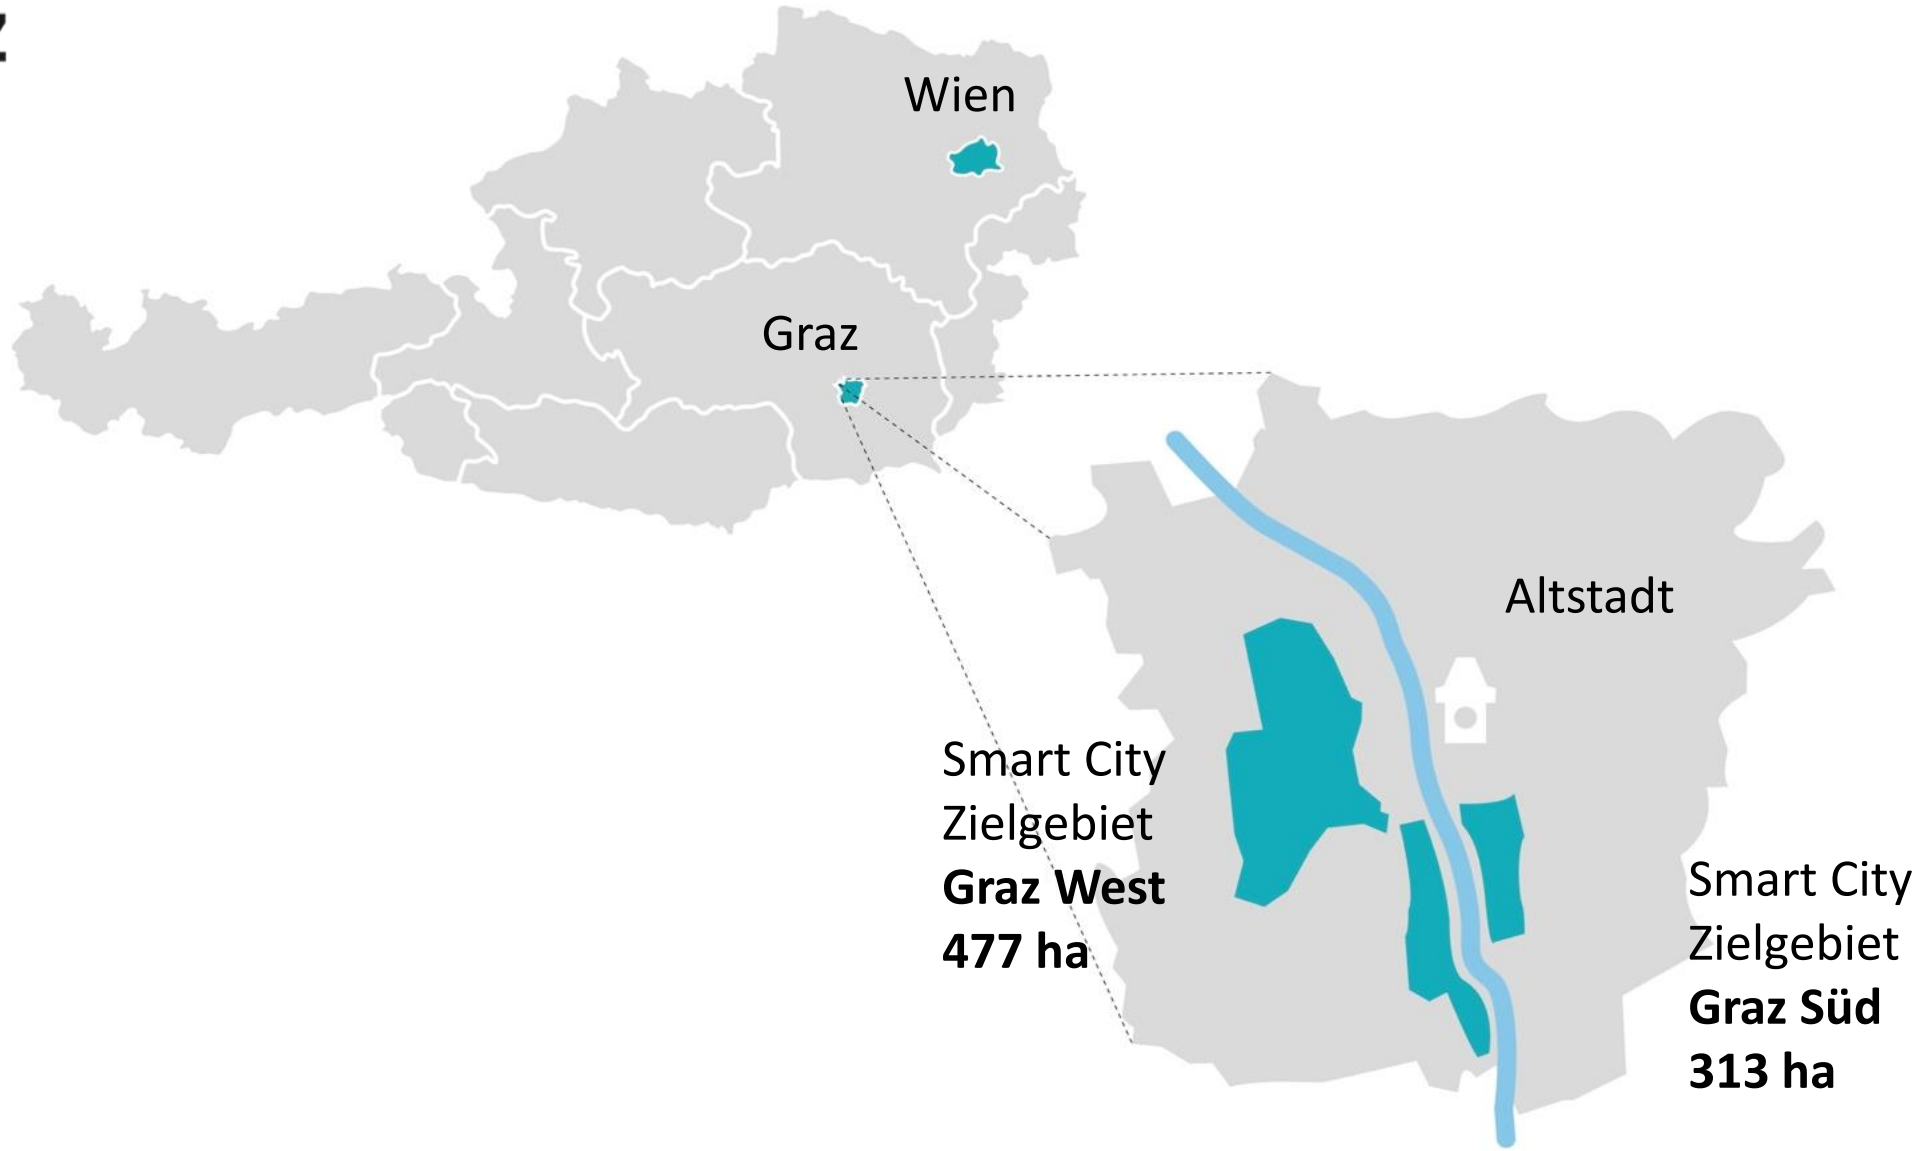 Wien
Graz
Altstadt
Smart City
Zielgebiet
Graz West
477 ha
Smart City
Zielgebiet
Graz Süd
313 ha